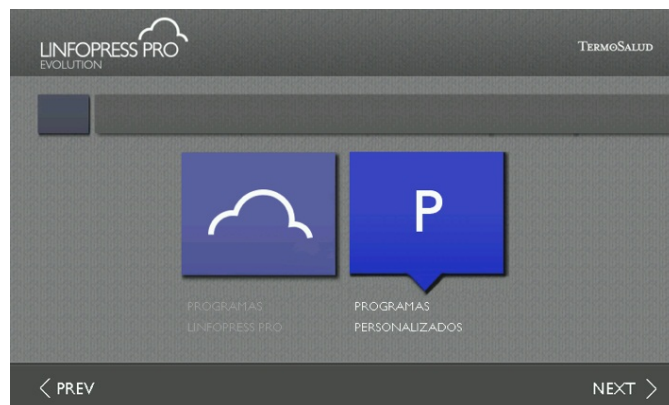 LINFOPRESS PRO
EVOLUTION
TERMOSALUD
P
PROGRAMAS
LINFOPRESS PRO
PROGRAMAS
PERSONALIZADOS
PREV
NEXT